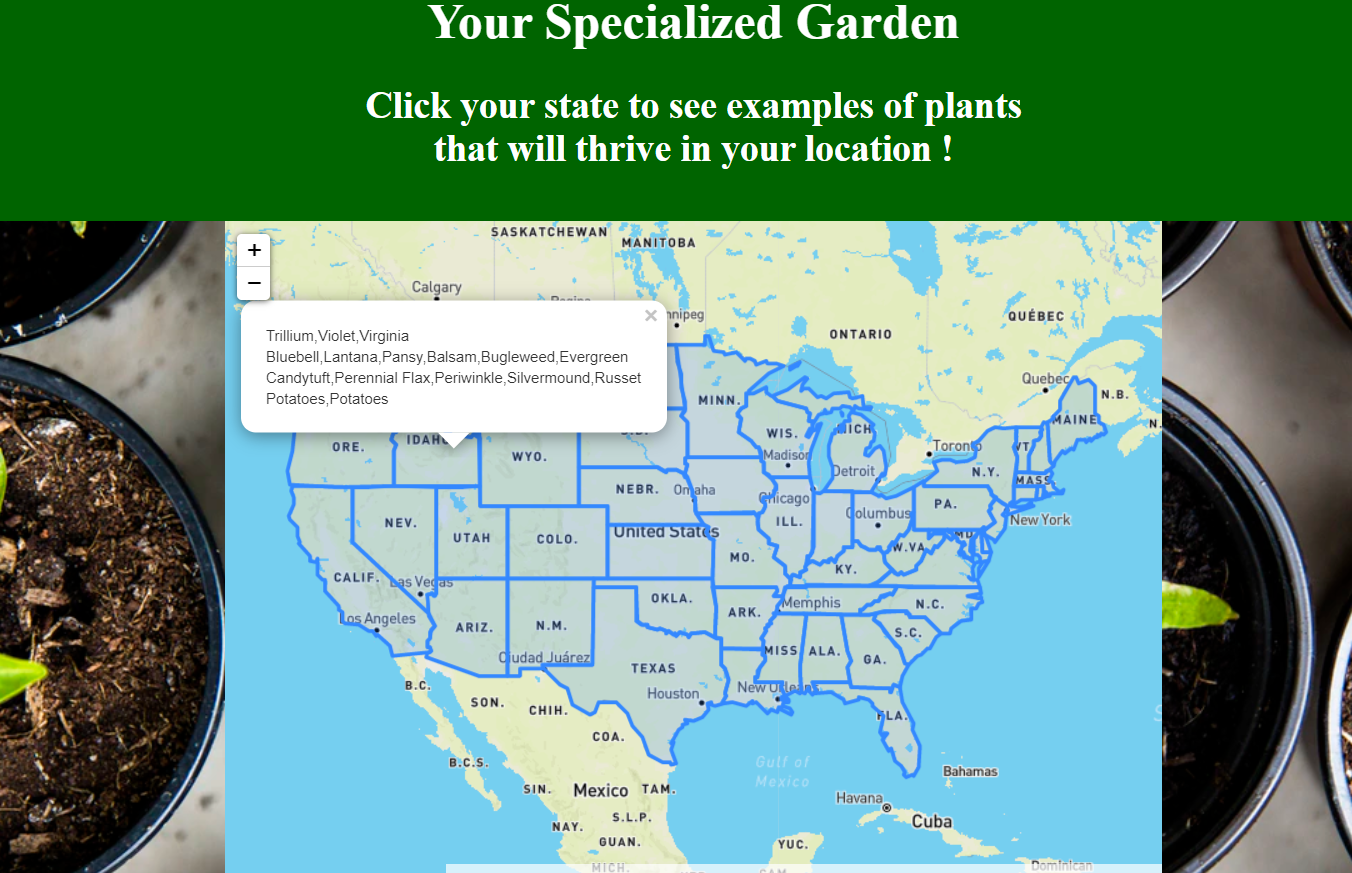 Your Specialized Garden
Click your state to see examples of plants
that will thrive in your location !
+
−
×
Trillium,Violet,Virginia
Bluebell,Lantana,Pansy,Balsam,Bugleweed,Evergreen
Candytuft,Perennial Flax,Periwinkle,Silvermound,Russet
Potatoes,Potatoes
SASKATCHEWAN
MANITOBA
Calgary
ONTARIO
QUÉBEC
Quebec
N.B.
MAINE
N.
MINN.
WIS.
MICH
Madison
Detroit
Toronto
VT
N.Y.
MASS
ORE.
IDAHO
WYO.
NEBR.
Omaha
Chicago
ILL.
Columbus
PA.
New York
MD
NEV.
UTAH
COLO.
United States
MO.
KY.
W.VA.
CALIF.
Las Vegas
Los Angeles
ARIZ.
N.M.
OKLA.
ARK.
Memphis
N.C.
S.C.
Ciudad Juárez
TEXAS
MISS
ALA.
GA.
Houston
New Orleans
FLA.
B.C.
SON.
CHIH.
COA.
B.C.S.
Gulf of
Mexico
Bahamas
SIN.
Mexico
TAM.
Havana
Cuba
S.L.P.
NAY.
GUAN.
YUC.
MICH.
Dominican